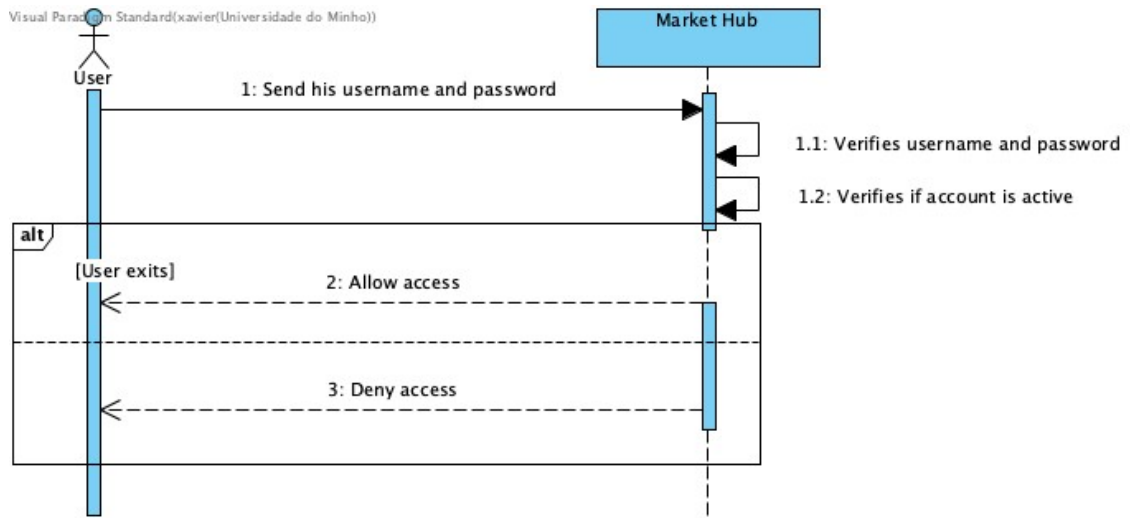 Visual Paradigm Standard(xavier(Universidade do Minho))
Market Hub
User
1: Send his username and password
1.1: Verifies username and password
1.2: Verifies if account is active
alt
[User exits]
2: Allow access
3: Deny access